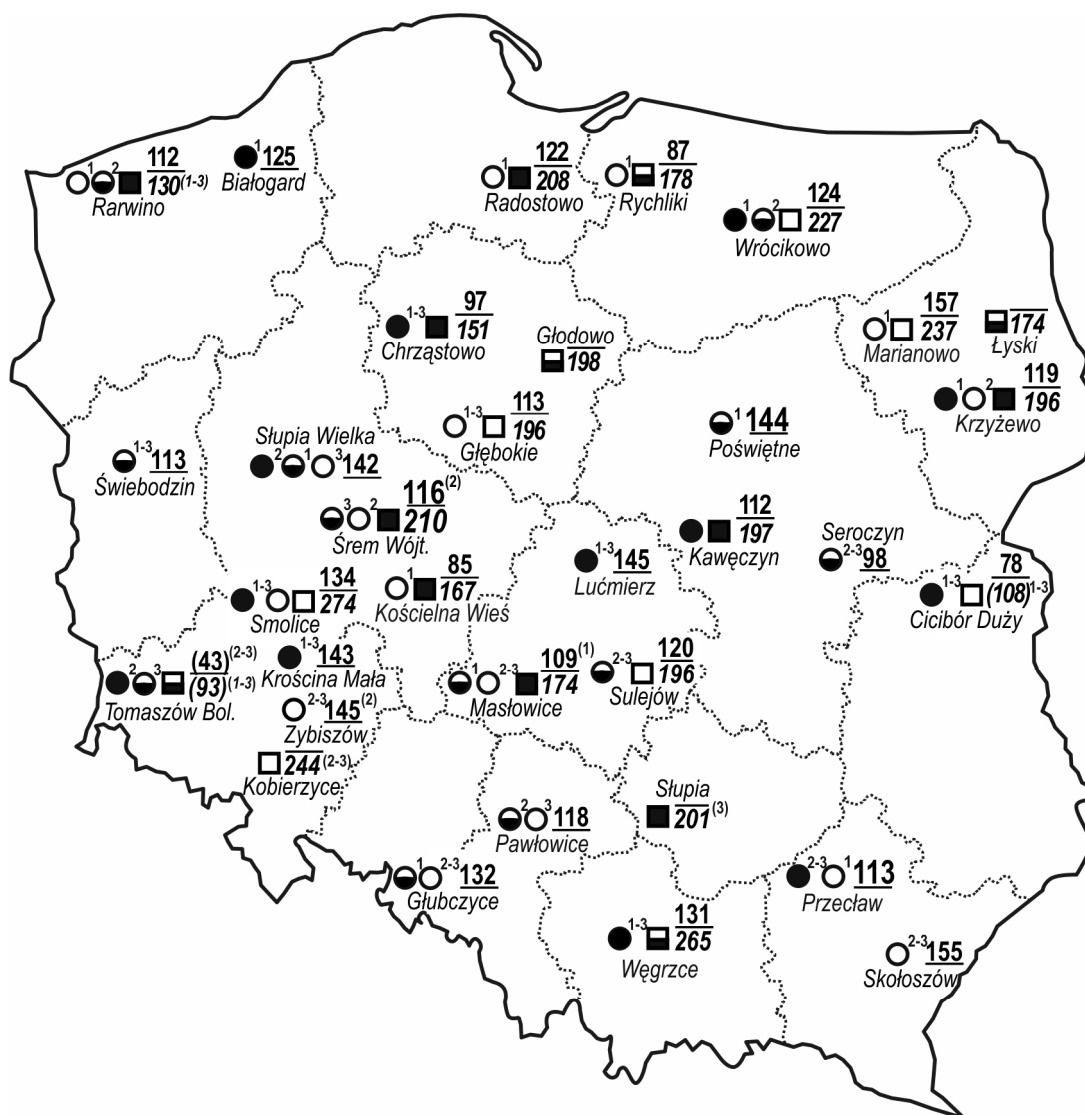 1 2 112
130(1-3)
Rarwino
1 125
Białogard
1 122
208
Radostowo
1 87
178
Rychliki
1 2 124
227
Wrócikowo
1-3 97
151
Chrząstowo
Głodowo
198
1 157
237
Marianowo
174
Łyski
1 2 119
196
Krzyżewo
1-3 113
196
Głębokie
1 144
Poświętne
1-3 113
Świebodzin
Słupia Wielka
2 1 3 142
3 2 116(2)
210
Śrem Wójt.
112
197
Kawęczyn
Seroczyn
2-3 98
1-3 145
Lućmierz
1-3 78
(108)1-3
Cicibór Duży
1 85
167
Kościelna Wieś
1-3 134
274
Smolice
1-3 143
Krościna Mała
2 3 (43)(2-3)
(93)(1-3)
Tomaszów Bol.
1 2-3 109(1)
174
Masłowice
2-3 120
196
Sulejów
2-3 145(2)
Zybiszów
244(2-3)
Kobierzyce
Słupia
201(3)
2 3 118
Pawłowice
1 2-3 132
Głubczyce
2-3 1 113
Przecław
1-3 131
265
Węgrzce
2-3 155
Skołoszów